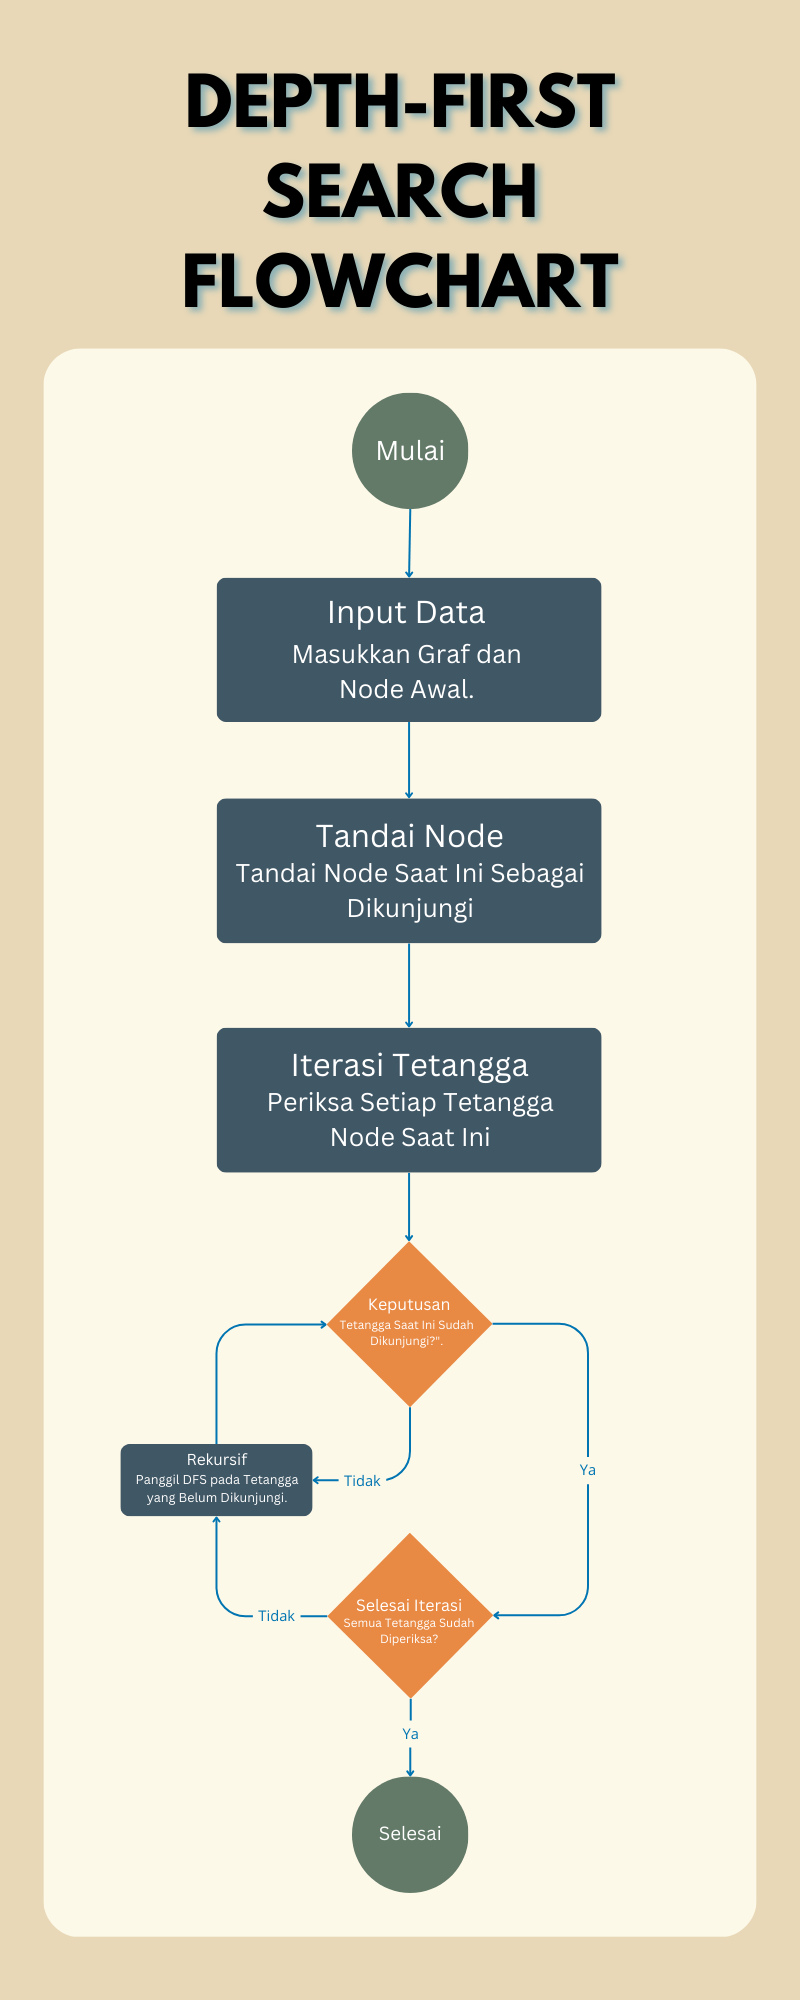 DEPTH-FIRST
SEARCH
FLOWCHART
Mulai
Input Data
Masukkan Graf dan
Node Awal.
Tandai Node
Tandai Node Saat Ini Sebagai
Dikunjungi
Iterasi Tetangga
Periksa Setiap Tetangga
Node Saat Ini
Keputusan
Tetangga Saat Ini Sudah
Dikunjungi?".
Rekursif
Panggil DFS pada Tetangga
yang Belum Dikunjungi.
Tidak
Ya
Selesai Iterasi
Semua Tetangga Sudah
Diperiksa?
Tidak
Ya
Selesai